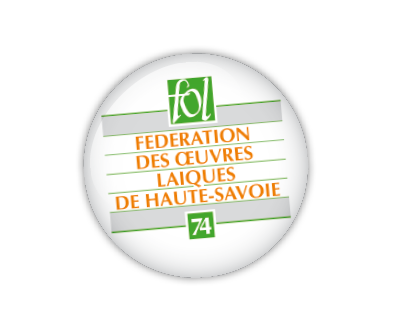 fol
FEDERATION
DES ŒUVRES
LAIQUES
DE HAUTE-SAVOIE
74